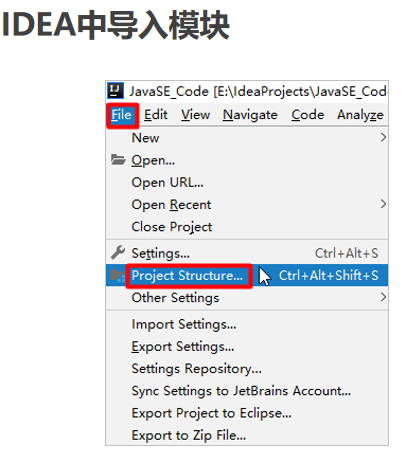 IDEA中导入模块
JavaSE_Code [E:\IdeaProjects\JavaSE_Code
File Edit View Navigate Code Analyze
New
Open...
Open URL...
Open Recent
Close Project
Settings... Ctrl+Alt+S
Project Structure... Ctrl+Alt+Shift+S
Other Settings
Import Settings...
Export Settings...
Settings Repository...
Sync Settings to JetBrains Account...
Export Project to Eclipse...
Export to Zip File...